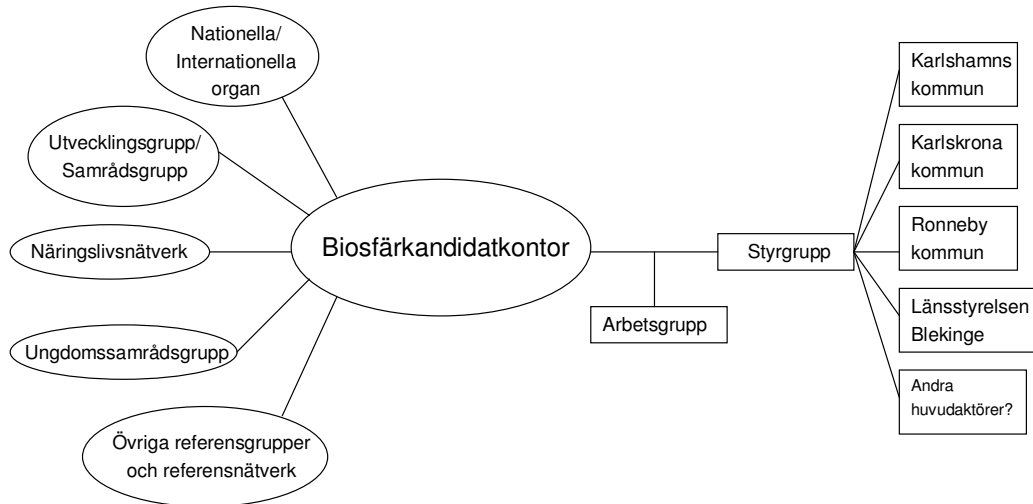 Nationella/
Internationella
organ
Utvecklingsgrupp/
Samrådsgrupp
Näringslivsnätverk
Ungdomssamrådsgrupp
Övriga referensgrupper
och referensnätverk
Biosfärkandidatkontor
Arbetsgrupp
Styrgrupp
Karlshamns
kommun
Karlskrona
kommun
Ronneby
kommun
Länsstyrelsen
Blekinge
Andra
huvudaktörer?